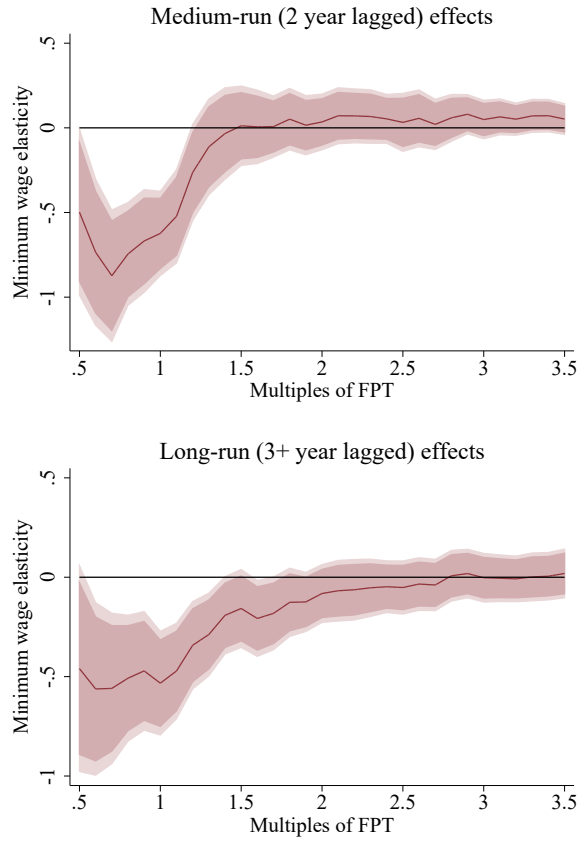 Medium-run (2 year lagged) effects
Minimum wage elasticity
.5
0
-.5
-1
.5 1 1.5 2 2.5 3 3.5
Multiples of FPT
Long-run (3+ year lagged) effects
Minimum wage elasticity
.5
0
-.5
-1
.5 1 1.5 2 2.5 3 3.5
Multiples of FPT